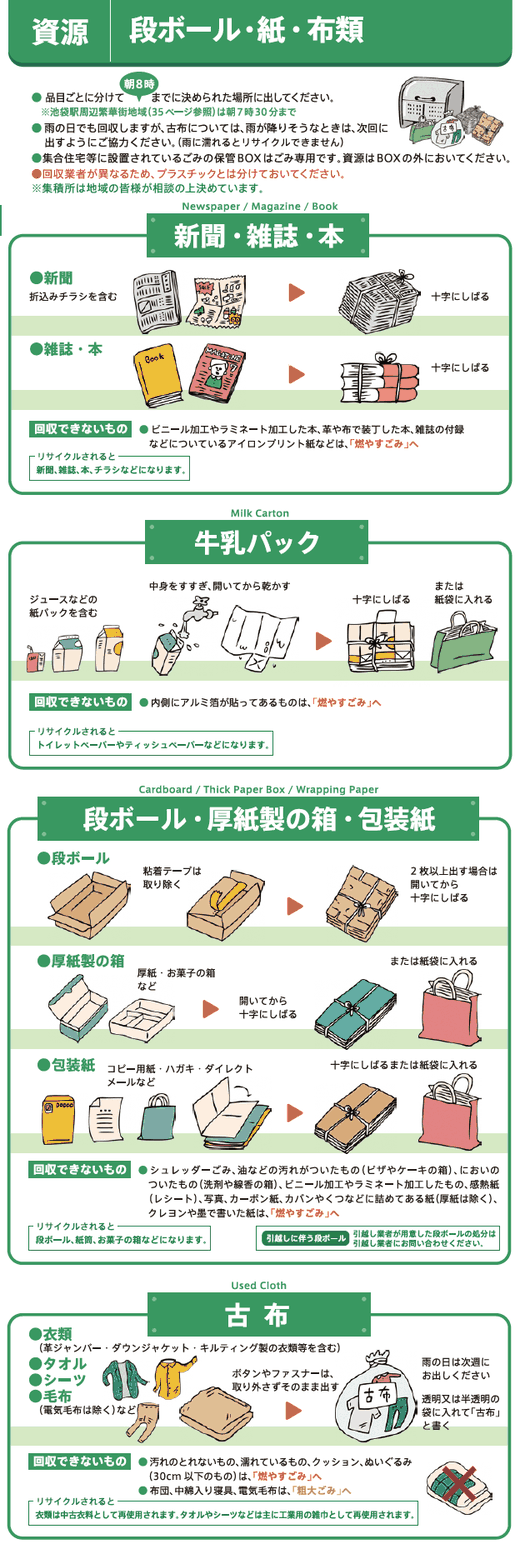 資源 段ボール・紙・布類
朝8時
● 品目ごとに分けて までに決められた場所に出してください。
※池袋駅周辺繁華街地域(35ページ参照)は朝7時30分まで
● 雨の日でも回収しますが、古布については、雨が降りそうなときは、次回に
出すようにご協力ください。(雨に濡れるとリサイクルできません)
●集合住宅等に設置されているごみの保管BOXはごみ専用です。資源はBOXの外においてください。
●回収業者が異なるため、プラスチックとは分けておいてください。
※集積所は地域の皆様が相談の上決めています。
Newspaper / Magazine / Book
新聞・雑誌・本
●新聞
折込みチラシを含む
十字にしばる
●雑誌・本
Book
MAGAZINE
十字にしばる
回収できないもの ● ビニール加工やラミネート加工した本、革や布で装丁した本、雑誌の付録
などについているアイロンプリント紙などは、「燃やすごみ」へ
リサイクルされると
新聞、雑誌、本、チラシなどになります。
Milk Carton
牛乳パック
ジュースなどの
紙パックを含む
中身をすすぎ、開いてから乾かす
十字にしばる
または
紙袋に入れる
回収できないもの ● 内側にアルミ箔が貼ってあるものは、「燃やすごみ」へ
リサイクルされると
トイレットペーパーやティッシュペーパーなどになります。
Cardboard / Thick Paper Box / Wrapping Paper
段ボール・厚紙製の箱・包装紙
●段ボール
粘着テープは
取り除く
2枚以上出す場合は
開いてから
十字にしばる
●厚紙製の箱
厚紙・お菓子の箱
など
開いてから
十字にしばる
または紙袋に入れる
●包装紙
コピー用紙・ハガキ・ダイレクト
メールなど
十字にしばるまたは紙袋に入れる
回収できないもの ● シュレッダーごみ、油などの汚れがついたもの(ピザやケーキの箱)、においの
ついたもの(洗剤や線香の箱)、ビニール加工やラミネート加工したもの、感熱紙
(レシート)、写真、カーボン紙、カバンやくつなどに詰めてある紙(厚紙は除く)、
クレヨンや墨で書いた紙は、「燃やすごみ」へ
リサイクルされると
段ボール、紙筒、お菓子の箱などになります。
引越しに伴う段ボール 引越し業者が用意した段ボールの処分は
引越し業者にお問い合わせください。
Used Cloth
古布
●衣類
(革ジャンパー・ダウンジャケット・キルティング製の衣類等を含む)
●タオル
●シーツ
●毛布
(電気毛布は除く)など
ボタンやファスナーは、
取り外さずそのまま出す
古布
雨の日は次週に
お出しください
透明又は半透明の
袋に入れて「古布」
と書く
回収できないもの ● 汚れのとれないもの、濡れているもの、クッション、ぬいぐるみ
(30cm以下のもの)は、「燃やすごみ」へ
● 布団、中綿入り寝具、電気毛布は、「粗大ごみ」へ
リサイクルされると
衣類は中古衣料として再使用されます。タオルやシーツなどは主に工業用の雑巾として再使用されます。